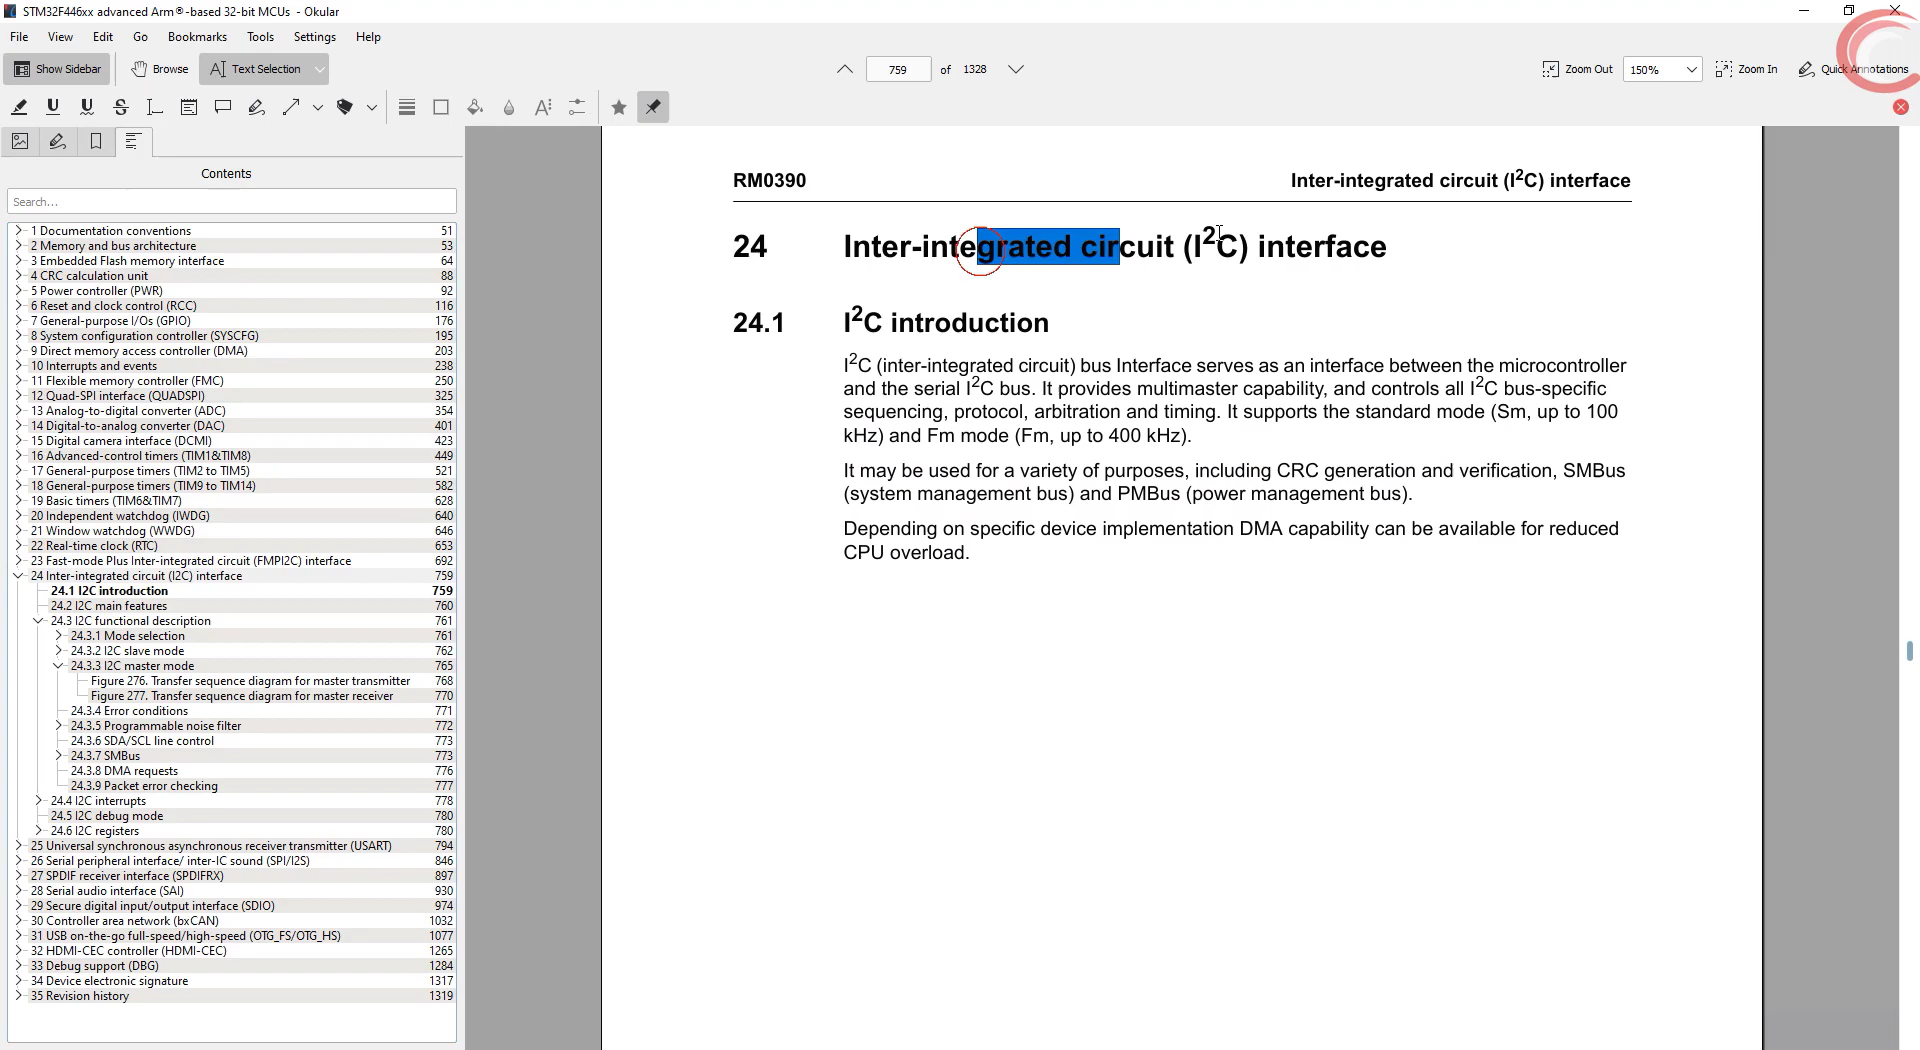 STM32F446xx advanced Arm®-based 32-bit MCUs - Okular
File View Edit Go Bookmarks Tools Settings Help
Show Sidebar Browse Text Selection 759 of 1328 Zoom Out 150% Zoom In Quick Annotations
Contents
Search...
1 Documentation conventions 51
2 Memory and bus architecture 53
3 Embedded Flash memory interface 64
4 CRC calculation unit 88
5 Power controller (PWR) 92
6 Reset and clock control (RCC) 116
7 General-purpose I/Os (GPIO) 176
8 System configuration controller (SYSCFG) 195
9 Direct memory access controller (DMA) 203
10 Interrupts and events 238
11 Flexible memory controller (FMC) 250
12 Quad-SPI interface (QUADSPI) 325
13 Analog-to-digital converter (ADC) 354
14 Digital-to-analog converter (DAC) 401
15 Digital camera interface (DCMI) 423
16 Advanced-control timers (TIM1&TIM8) 449
17 General-purpose timers (TIM2 to TIM5) 521
18 General-purpose timers (TIM9 to TIM14) 582
19 Basic timers (TIM6&TIM7) 628
20 Independent watchdog (IWDG) 640
21 Window watchdog (WWDG) 646
22 Real-time clock (RTC) 653
23 Fast-mode Plus Inter-integrated circuit (FMPI2C) interface 692
24 Inter-integrated circuit (I2C) interface 759
24.1 I2C introduction 759
24.2 I2C main features 760
24.3 I2C functional description 761
24.3.1 Mode selection 761
24.3.2 I2C slave mode 762
24.3.3 I2C master mode 765
Figure 276. Transfer sequence diagram for master transmitter 768
Figure 277. Transfer sequence diagram for master receiver 770
24.3.4 Error conditions 771
24.3.5 Programmable noise filter 772
24.3.6 SDA/SCL line control 773
24.3.7 SMBus 773
24.3.8 DMA requests 776
24.3.9 Packet error checking 777
24.4 I2C interrupts 778
24.5 I2C debug mode 780
24.6 I2C registers 780
25 Universal synchronous asynchronous receiver transmitter (USART) 794
26 Serial peripheral interface/ inter-IC sound (SPI/I2S) 846
27 SPDIF receiver interface (SPDIFRX) 897
28 Serial audio interface (SAI) 930
29 Secure digital input/output interface (SDIO) 974
30 Controller area network (bxCAN) 1032
31 USB on-the-go full-speed/high-speed (OTG_FS/OTG_HS) 1077
32 HDMI-CEC controller (HDMI-CEC) 1265
33 Debug support (DBG) 1284
34 Device electronic signature 1317
35 Revision history 1319
RM0390 Inter-integrated circuit (I²C) interface
24 Inter-integrated circuit (I²C) interface
24.1 I²C introduction
I²C (inter-integrated circuit) bus Interface serves as an interface between the microcontroller
and the serial I²C bus. It provides multimaster capability, and controls all I²C bus-specific
sequencing, protocol, arbitration and timing. It supports the standard mode (Sm, up to 100
kHz) and Fm mode (Fm, up to 400 kHz).
It may be used for a variety of purposes, including CRC generation and verification, SMBus
(system management bus) and PMBus (power management bus).
Depending on specific device implementation DMA capability can be available for reduced
CPU overload.